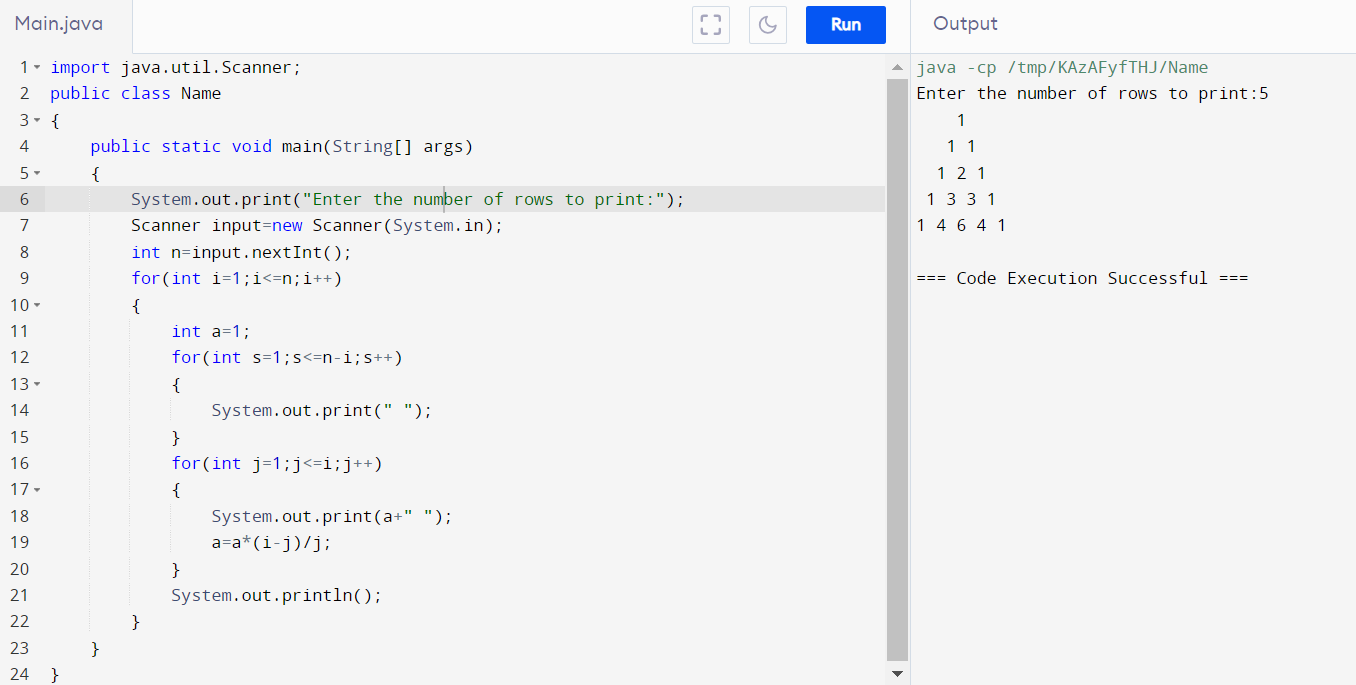 Main.java
Run
1 import java.util.Scanner;
2 public class Name
3 {
4     public static void main(String[] args)
5     {
6         System.out.print("Enter the number of rows to print:");
7         Scanner input=new Scanner(System.in);
8         int n=input.nextInt();
9         for(int i=1;i<=n;i++)
10         {
11             int a=1;
12             for(int s=1;s<=n-i;s++)
13             {
14                 System.out.print(" ");
15             }
16             for(int j=1;j<=i;j++)
17             {
18                 System.out.print(a+" ");
19                 a=a*(i-j)/j;
20             }
21             System.out.println();
22         }
23     }
24 }
Output
java -cp /tmp/KAzAFyfTHJ/Name
Enter the number of rows to print:5
    1
   1 1
  1 2 1
 1 3 3 1
1 4 6 4 1
=== Code Execution Successful ===